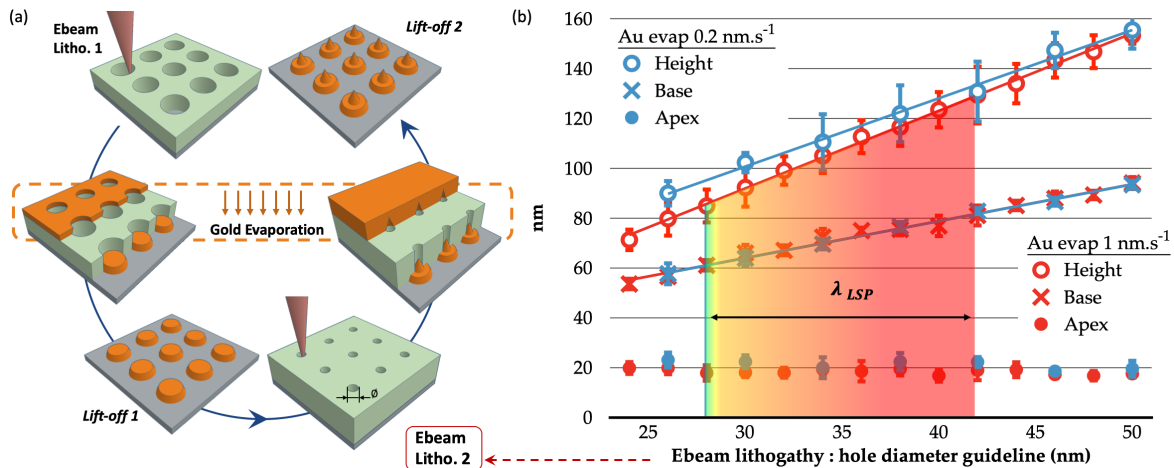 (a)
Ebeam
Litho. 1
Lift-off 2
Gold Evaporation
Lift-off 1
Ø
Ebeam
Litho. 2
(b)
160
140
120
100
80
60
40
20
0
nm
Au evap 0.2 nm.s⁻¹
Height
Base
Apex
Au evap 1 nm.s⁻¹
Height
Base
Apex
λ LSP
25 30 35 40 45 50
Ebeam lithogathy : hole diameter guideline (nm)